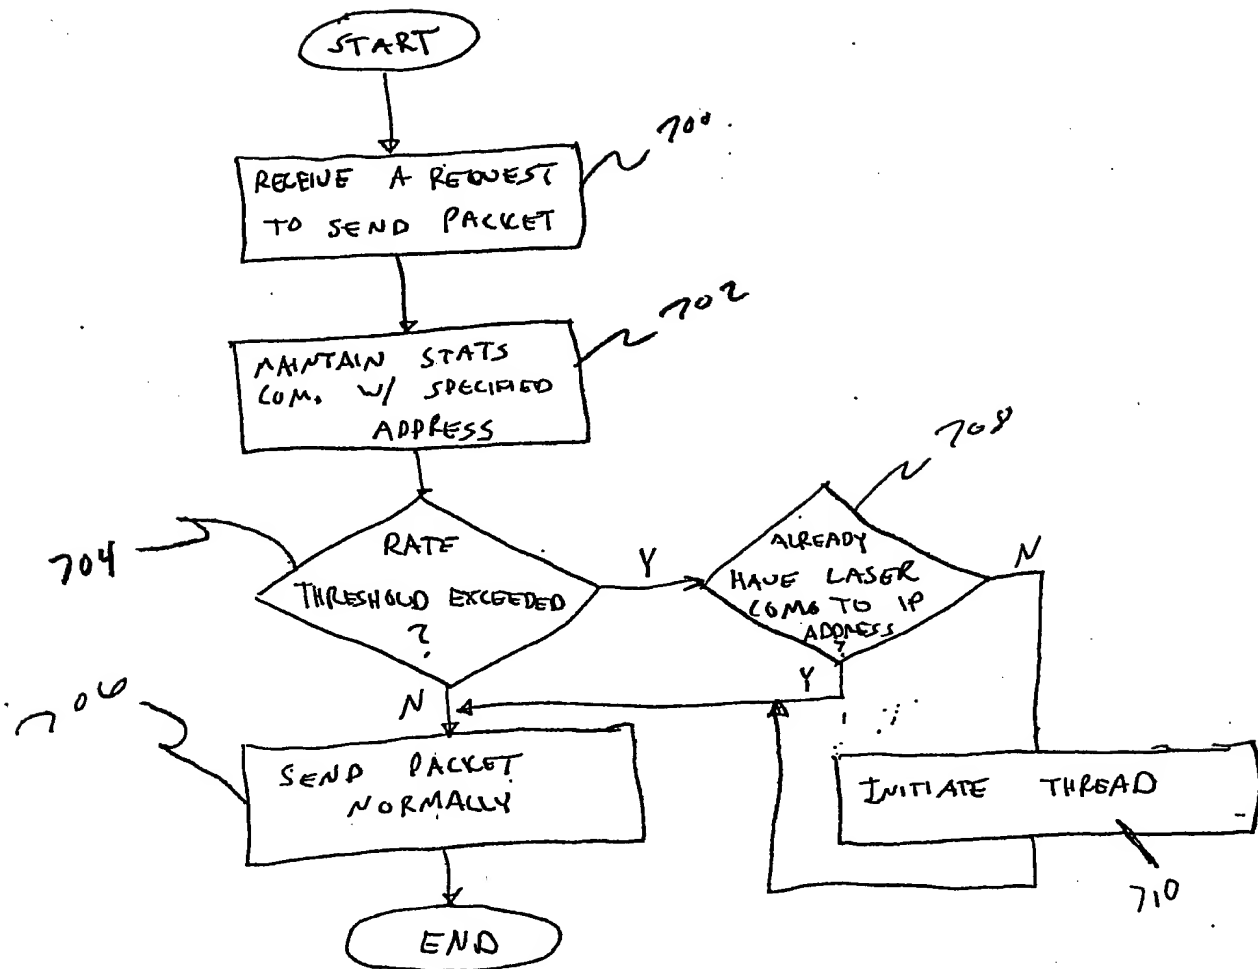 START
700
RECEIVE A REQUEST
TO SEND PACKET
702
MAINTAIN STATS
COM. W/ SPECIFIED
ADDRESS
708
704
RATE
THRESHOLD EXCEEDED
?
Y
ALREADY
HAVE LASER
COM. TO IP
ADDRESS
?
N
N
Y
706
SEND PACKET
NORMALLY
INITIATE THREAD
710
END